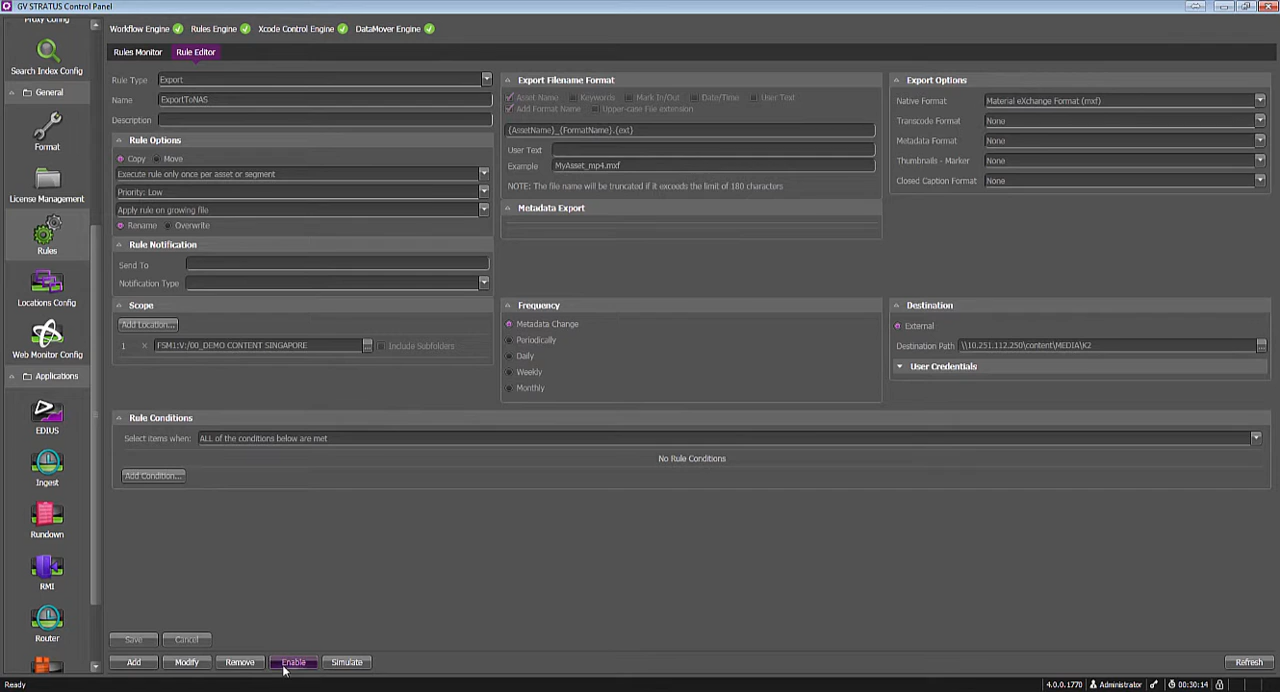 GV STRATUS Control Panel
Proxy Config
Workflow Engine Rules Engine Xcode Control Engine DataMover Engine
Rules Monitor Rule Editor
Search Index Config
General
Format
License Management
Rules
Locations Config
Web Monitor Config
Applications
EDIUS
Ingest
Rundown
RMI
Router
Rule Type Export
Name ExportToNAS
Description
Rule Options
Copy Move
Execute rule only once per asset or segment
Priority: Low
Apply rule on growing file
Rename Overwrite
Rule Notification
Send To
Notification Type
Export Filename Format
Asset Name Keywords Mark In/Out Date/Time User Text
Add Format Name Upper-case File extension
{AssetName}_{FormatName}.{ext}
User Text
Example MyAsset_mp4.mxf
NOTE: The file name will be truncated if it exceeds the limit of 180 characters
Metadata Export
Export Options
Native Format Material eXchange Format (mxf)
Transcode Format None
Metadata Format None
Thumbnails - Marker None
Closed Caption Format None
Scope
Add Location...
1 × FSM1:V:/00_DEMO CONTENT SINGAPORE ... Include Subfolders
Frequency
Metadata Change
Periodically
Daily
Weekly
Monthly
Destination
External
Destination Path \\10.251.112.250\content\MEDIA\K2 ...
User Credentials
Rule Conditions
Select items when: ALL of the conditions below are met
No Rule Conditions
Add Condition...
Save Cancel
Add Modify Remove Enable Simulate Refresh
Ready 4.0.0.1770 Administrator 00:30:14